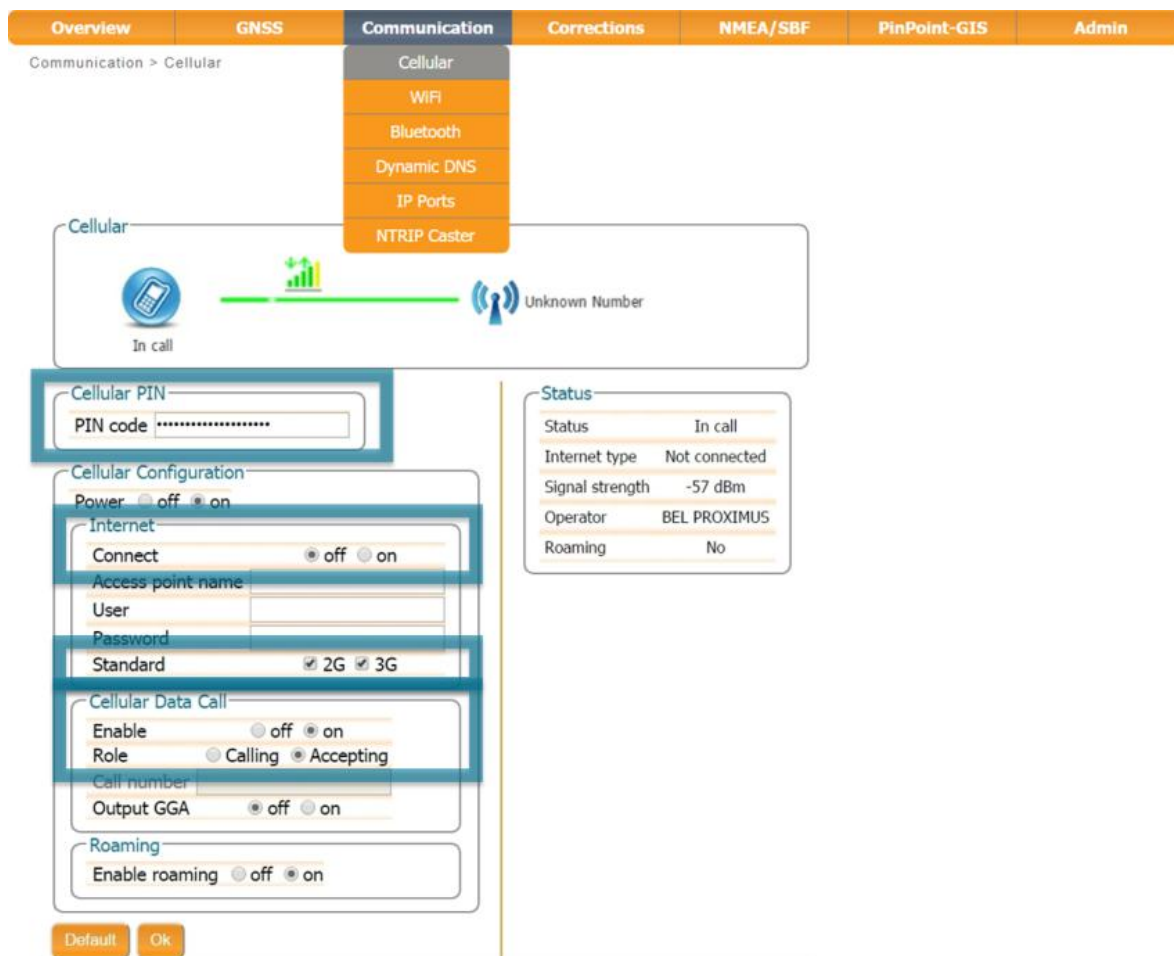 Overview GNSS Communication Corrections NMEA/SBF PinPoint-GIS Admin
Communication > Cellular
Cellular
WiFi
Bluetooth
Dynamic DNS
IP Ports
NTRIP Caster
Cellular
In call
Unknown Number
Cellular PIN
PIN code ••••••••••••••••••••
Cellular Configuration
Power off on
Internet
Connect off on
Access point name
User
Password
Standard 2G 3G
Cellular Data Call
Enable off on
Role Calling Accepting
Call number
Output GGA off on
Roaming
Enable roaming off on
Default Ok
Status
Status In call
Internet type Not connected
Signal strength -57 dBm
Operator BEL PROXIMUS
Roaming No